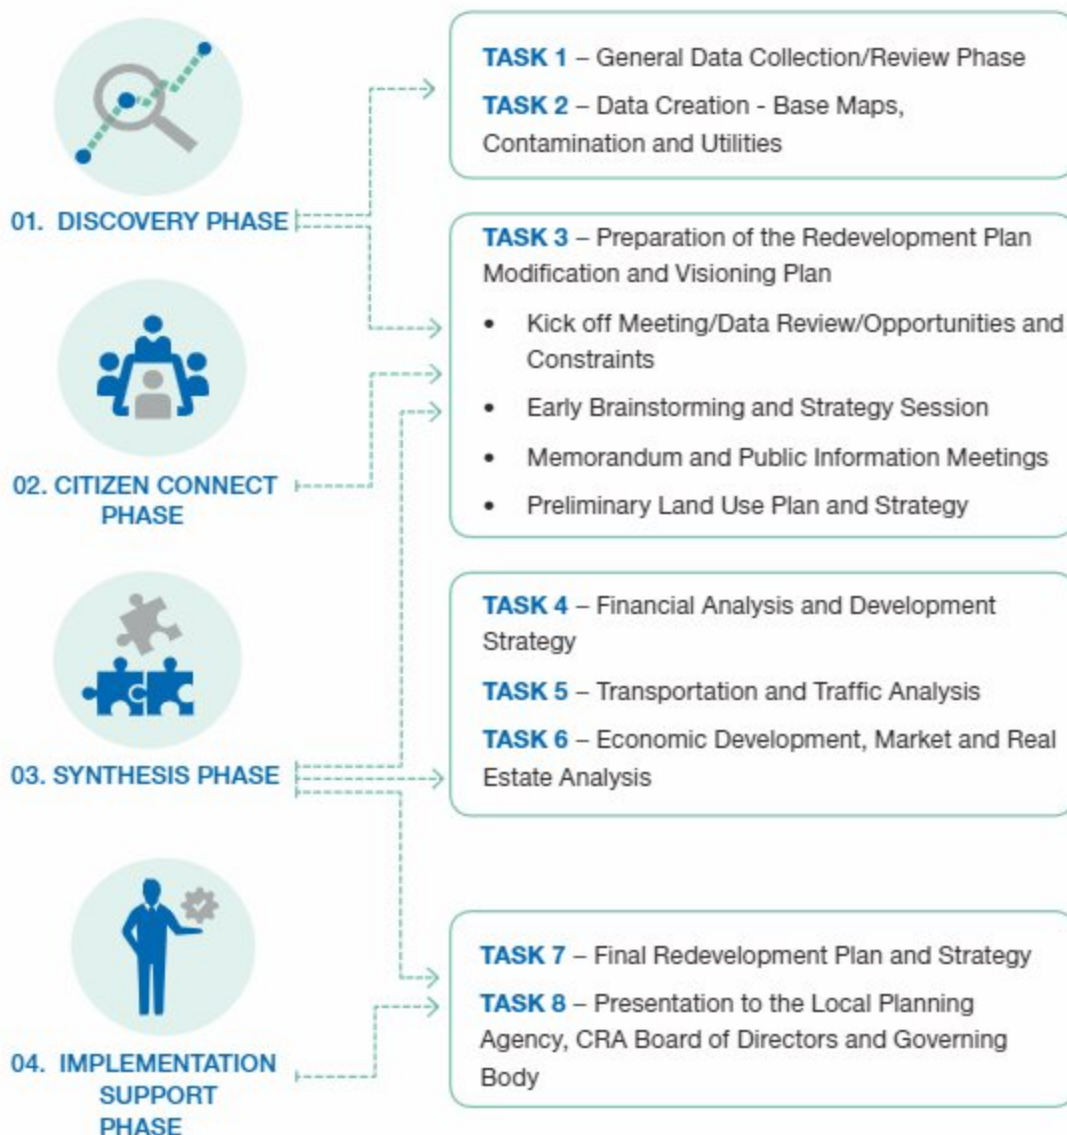 TASK 1 – General Data Collection/Review Phase
TASK 2 – Data Creation - Base Maps,
Contamination and Utilities
01. DISCOVERY PHASE
TASK 3 – Preparation of the Redevelopment Plan
Modification and Visioning Plan
• Kick off Meeting/Data Review/Opportunities and
Constraints
• Early Brainstorming and Strategy Session
• Memorandum and Public Information Meetings
• Preliminary Land Use Plan and Strategy
02. CITIZEN CONNECT
PHASE
TASK 4 – Financial Analysis and Development
Strategy
TASK 5 – Transportation and Traffic Analysis
TASK 6 – Economic Development, Market and Real
Estate Analysis
03. SYNTHESIS PHASE
TASK 7 – Final Redevelopment Plan and Strategy
TASK 8 – Presentation to the Local Planning
Agency, CRA Board of Directors and Governing
Body
04. IMPLEMENTATION
SUPPORT
PHASE